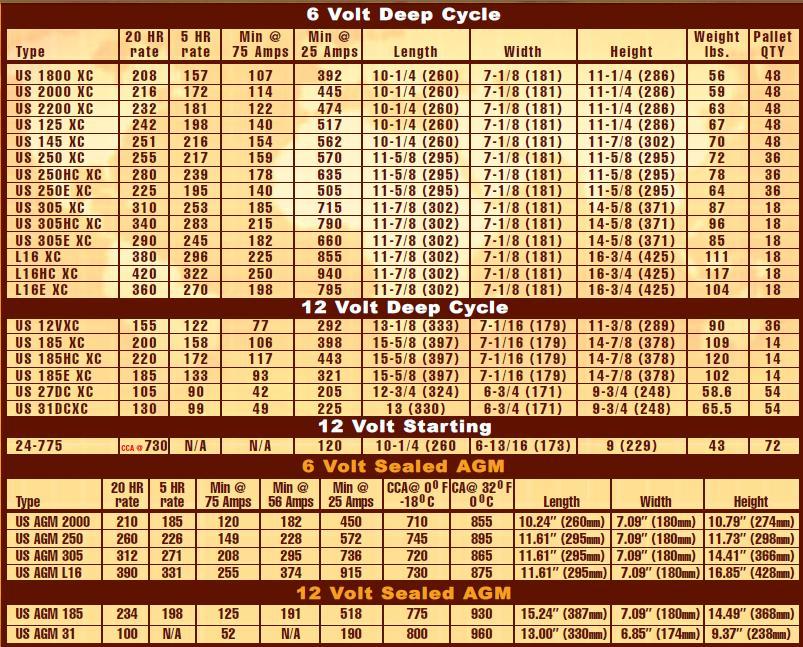 6 Volt Deep Cycle
Type 20 HR rate 5 HR rate Min @ 75 Amps Min @ 25 Amps Length Width Height Weight lbs. Pallet QTY
US 1800 XC 208 157 107 392 10-1/4 (260) 7-1/8 (181) 11-1/4 (286) 56 48
US 2000 XC 216 172 114 445 10-1/4 (260) 7-1/8 (181) 11-1/4 (286) 59 48
US 2200 XC 232 181 122 474 10-1/4 (260) 7-1/8 (181) 11-1/4 (286) 63 48
US 125 XC 242 198 140 517 10-1/4 (260) 7-1/8 (181) 11-1/4 (286) 67 48
US 145 XC 251 216 154 562 10-1/4 (260) 7-1/8 (181) 11-7/8 (302) 70 48
US 250 XC 255 217 159 570 11-5/8 (295) 7-1/8 (181) 11-5/8 (295) 72 36
US 250HC XC 280 239 178 635 11-5/8 (295) 7-1/8 (181) 11-5/8 (295) 78 36
US 250E XC 225 195 140 505 11-5/8 (295) 7-1/8 (181) 11-5/8 (295) 64 36
US 305 XC 310 253 185 715 11-7/8 (302) 7-1/8 (181) 14-5/8 (371) 87 18
US 305HC XC 340 283 215 790 11-7/8 (302) 7-1/8 (181) 14-5/8 (371) 96 18
US 305E XC 290 245 182 660 11-7/8 (302) 7-1/8 (181) 14-5/8 (371) 85 18
L16 XC 380 296 225 855 11-7/8 (302) 7-1/8 (181) 16-3/4 (425) 111 18
L16HC XC 420 322 250 940 11-7/8 (302) 7-1/8 (181) 16-3/4 (425) 117 18
L16E XC 360 270 198 795 11-7/8 (302) 7-1/8 (181) 16-3/4 (425) 104 18
12 Volt Deep Cycle
US 12VXC 155 122 77 292 13-1/8 (333) 7-1/16 (179) 11-3/8 (289) 90 36
US 185 XC 200 158 106 398 15-5/8 (397) 7-1/16 (179) 14-7/8 (378) 109 14
US 185HC XC 220 172 117 443 15-5/8 (397) 7-1/16 (179) 14-7/8 (378) 120 14
US 185E XC 185 133 93 321 15-5/8 (397) 7-1/16 (179) 14-7/8 (378) 102 14
US 27DC XC 105 90 42 205 12-3/4 (324) 6-3/4 (171) 9-3/4 (248) 58.6 54
US 31DCXC 130 99 49 225 13 (330) 6-3/4 (171) 9-3/4 (248) 65.5 54
12 Volt Starting
24-775 CCA @ 730 N/A N/A 120 10-1/4 (260 6-13/16 (173) 9 (229) 43 72
6 Volt Sealed AGM
Type 20 HR rate 5 HR rate Min @ 75 Amps Min @ 56 Amps Min @ 25 Amps CCA@ 0⁰ F -18⁰ C CA@ 32⁰ F 0⁰C Length Width Height
US AGM 2000 210 185 120 182 450 710 855 10.24" (260mm) 7.09" (180mm) 10.79" (274mm)
US AGM 250 260 226 149 228 572 745 895 11.61" (295mm) 7.09" (180mm) 11.73" (298mm)
US AGM 305 312 271 208 295 736 720 865 11.61" (295mm) 7.09" (180mm) 14.41" (366mm)
US AGM L16 390 331 255 374 915 730 875 11.61" (295mm) 7.09" (180mm) 16.85" (428mm)
12 Volt Sealed AGM
US AGM 185 234 198 125 191 518 775 930 15.24" (387mm) 7.09" (180mm) 14.49" (368mm)
US AGM 31 100 N/A 52 N/A 190 800 960 13.00" (330mm) 6.85" (174mm) 9.37" (238mm)